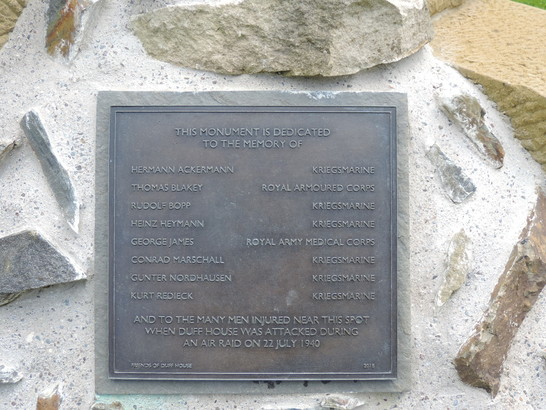 THIS MONUMENT IS DEDICATED
TO THE MEMORY OF
HERMANN ACKERMANN KRIEGSMARINE
THOMAS BLAKEY ROYAL ARMOURED CORPS
RUDOLF BOPP KRIEGSMARINE
HEINZ HEYMANN KRIEGSMARINE
GEORGE JAMES ROYAL ARMY MEDICAL CORPS
CONRAD MARSCHALL KRIEGSMARINE
GUNTER NORDHAUSEN KRIEGSMARINE
KURT REDIECK KRIEGSMARINE
AND TO THE MANY MEN INJURED NEAR THIS SPOT
WHEN DUFF HOUSE WAS ATTACKED DURING
AN AIR RAID ON 22 JULY 1940
FRIENDS OF DUFF HOUSE